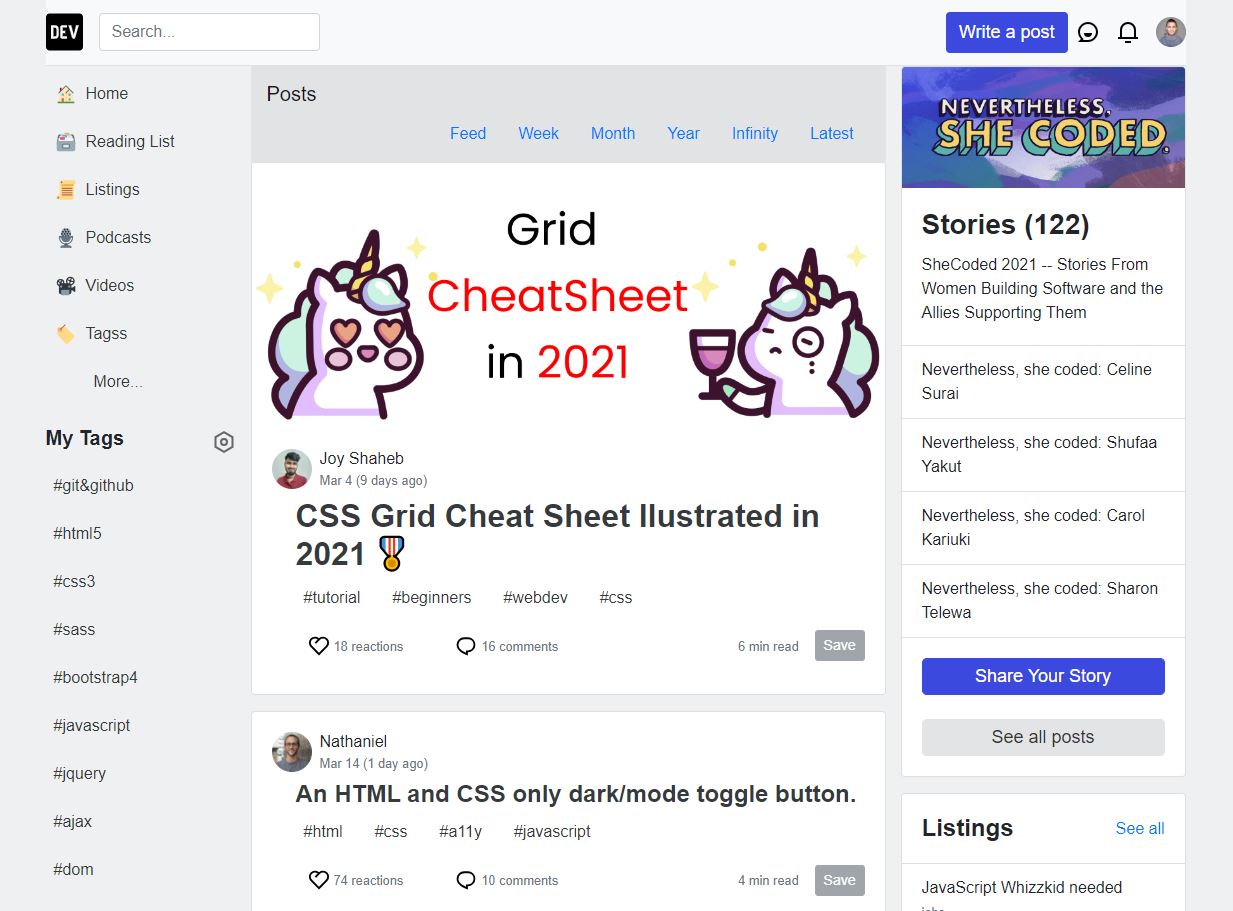 DEV
Search...
Write a post
Home
Reading List
Listings
Podcasts
Videos
Tagss
More...
My Tags
#git&github
#html5
#css3
#sass
#bootstrap4
#javascript
#jquery
#ajax
#dom
Posts
Feed Week Month Year Infinity Latest
Grid
CheatSheet
in 2021
Joy Shaheb
Mar 4 (9 days ago)
CSS Grid Cheat Sheet Ilustrated in
2021
#tutorial #beginners #webdev #css
18 reactions 16 comments 6 min read Save
Nathaniel
Mar 14 (1 day ago)
An HTML and CSS only dark/mode toggle button.
#html #css #a11y #javascript
74 reactions 10 comments 4 min read Save
NEVERTHELESS,
SHE CODED.
Stories (122)
SheCoded 2021 -- Stories From
Women Building Software and the
Allies Supporting Them
Nevertheless, she coded: Celine
Surai
Nevertheless, she coded: Shufaa
Yakut
Nevertheless, she coded: Carol
Kariuki
Nevertheless, she coded: Sharon
Telewa
Share Your Story
See all posts
Listings See all
JavaScript Whizzkid needed